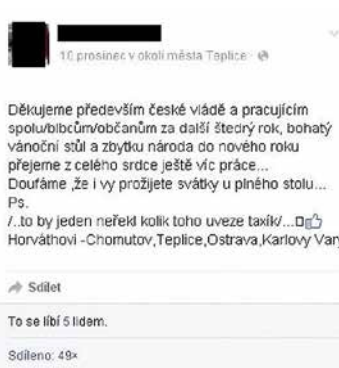 10 prosinec v okolí města Teplice
Děkujeme především české vládě a pracujícím
spolu/blbcům/občanům za další štedrý rok, bohatý
vánoční stůl a zbytku národa do nového roku
přejeme z celého srdce ještě víc práce...
Doufáme ,že i vy prožijete svátky u plného stolu...
Ps.
/..to by jeden neřekl kolik toho uveze taxík/...
Horváthovi -Chomutov,Teplice,Ostrava,Karlovy Vary
Sdílet
To se líbí 5 lidem.
Sdíleno: 49×